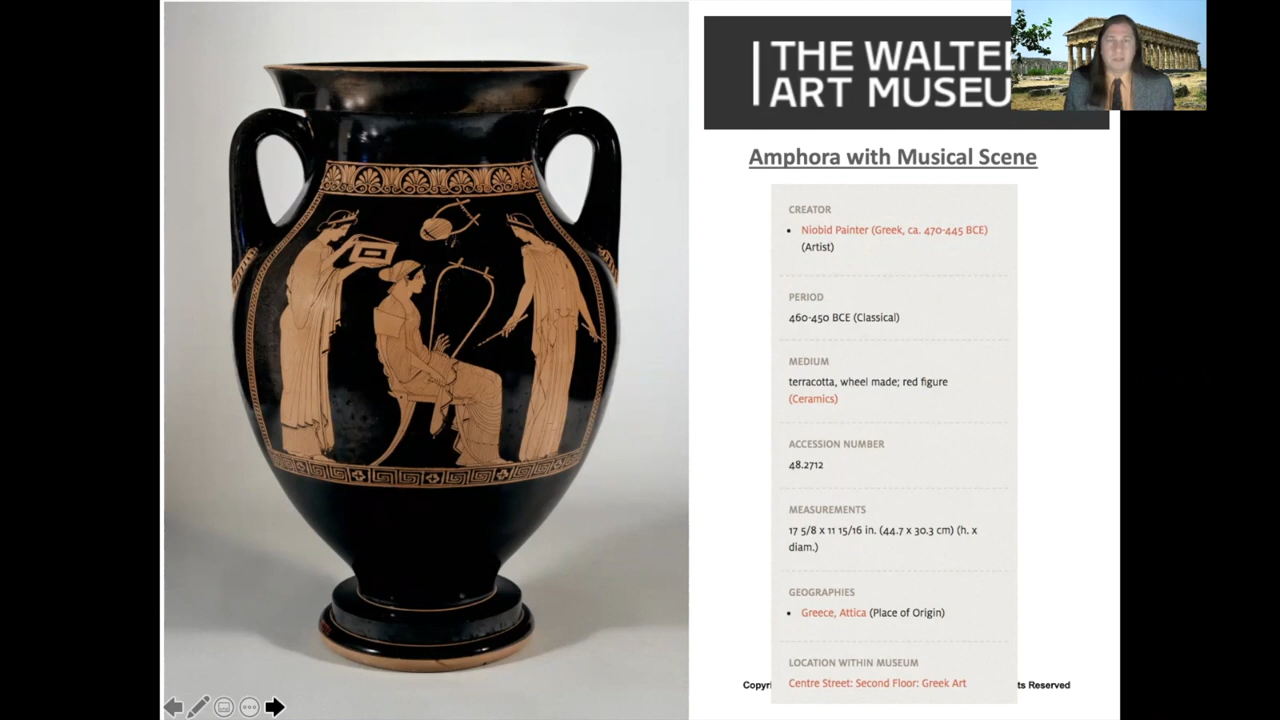 THE WALTE
ART MUSEU
Amphora with Musical Scene
CREATOR
Niobid Painter (Greek, ca. 470-445 BCE)
(Artist)
PERIOD
460-450 BCE (Classical)
MEDIUM
terracotta, wheel made; red figure
(Ceramics)
ACCESSION NUMBER
48.2712
MEASUREMENTS
17 5/8 x 11 15/16 in. (44.7 x 30.3 cm) (h. x
diam.)
GEOGRAPHIES
Greece, Attica (Place of Origin)
LOCATION WITHIN MUSEUM
Centre Street: Second Floor: Greek Art
Copyri ts Reserved